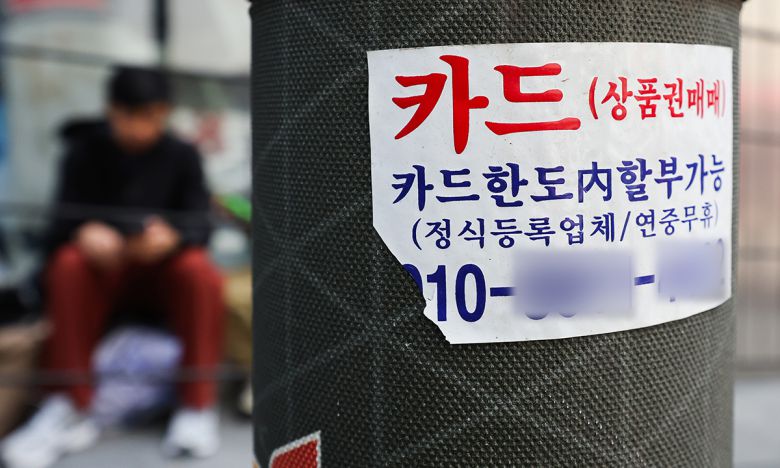 카드 (상품권매매)
카드한도内할부가능
(정식등록업체/연중무휴)
010-